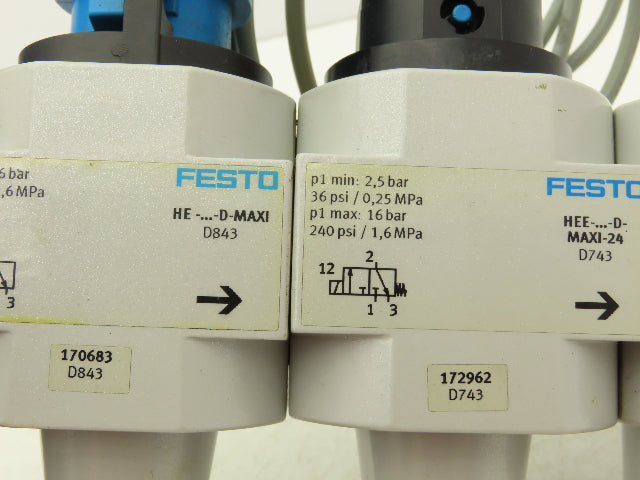 6 bar
,6 MPa
FESTO
HE -...-D-MAXI
D843
3
170683
D843
p1 min: 2,5 bar
36 psi / 0,25 MPa
p1 max: 16 bar
240 psi / 1,6 MPa
FESTO
HEE-...-D-
MAXI-24
D743
2
12
1 3
172962
D743